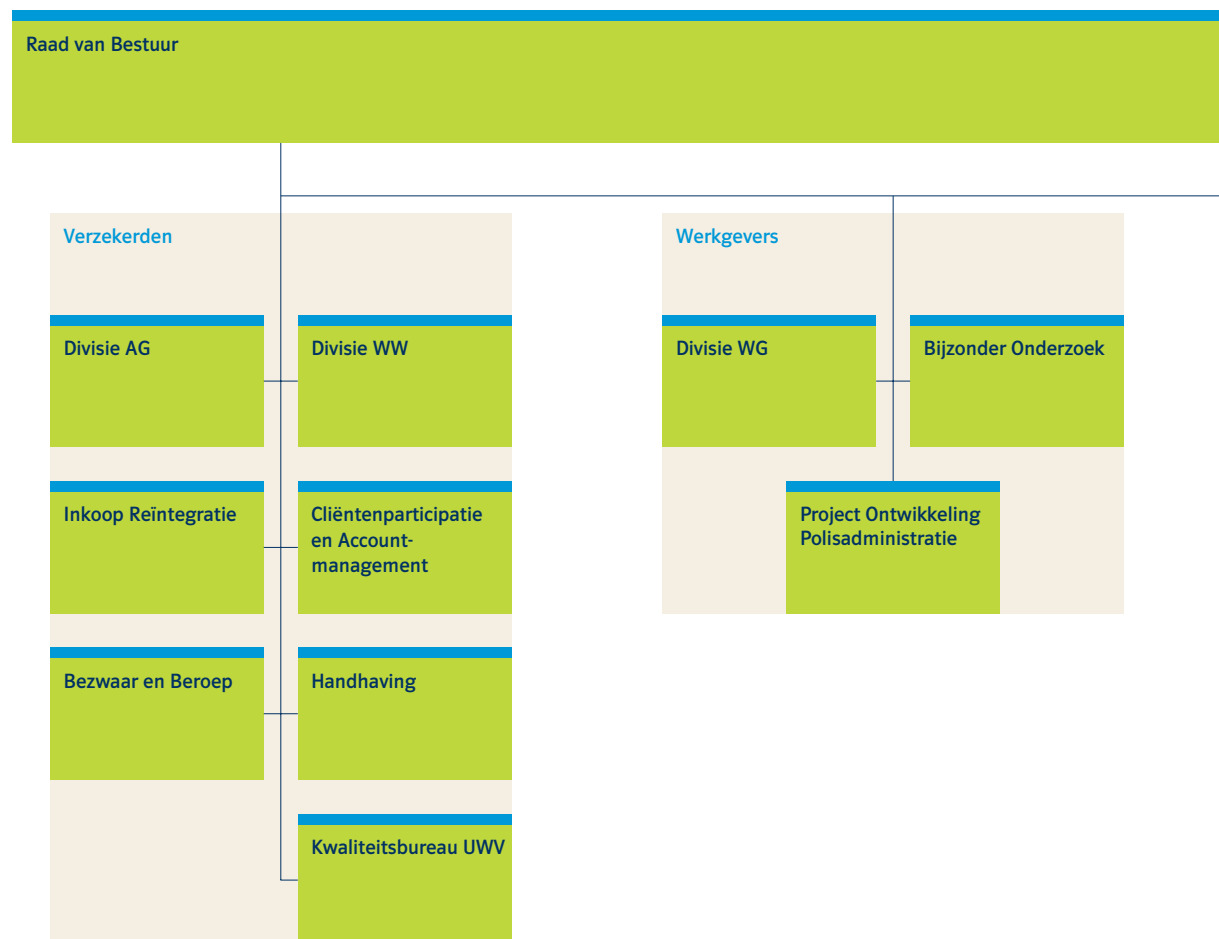 Raad van Bestuur
Verzekerden
Divisie AG
Divisie WW
Inkoop Reïntegratie
Cliëntenparticipatie
en Account-
management
Bezwaar en Beroep
Handhaving
Kwaliteitsbureau UWV
Werkgevers
Divisie WG
Bijzonder Onderzoek
Project Ontwikkeling
Polisadministratie